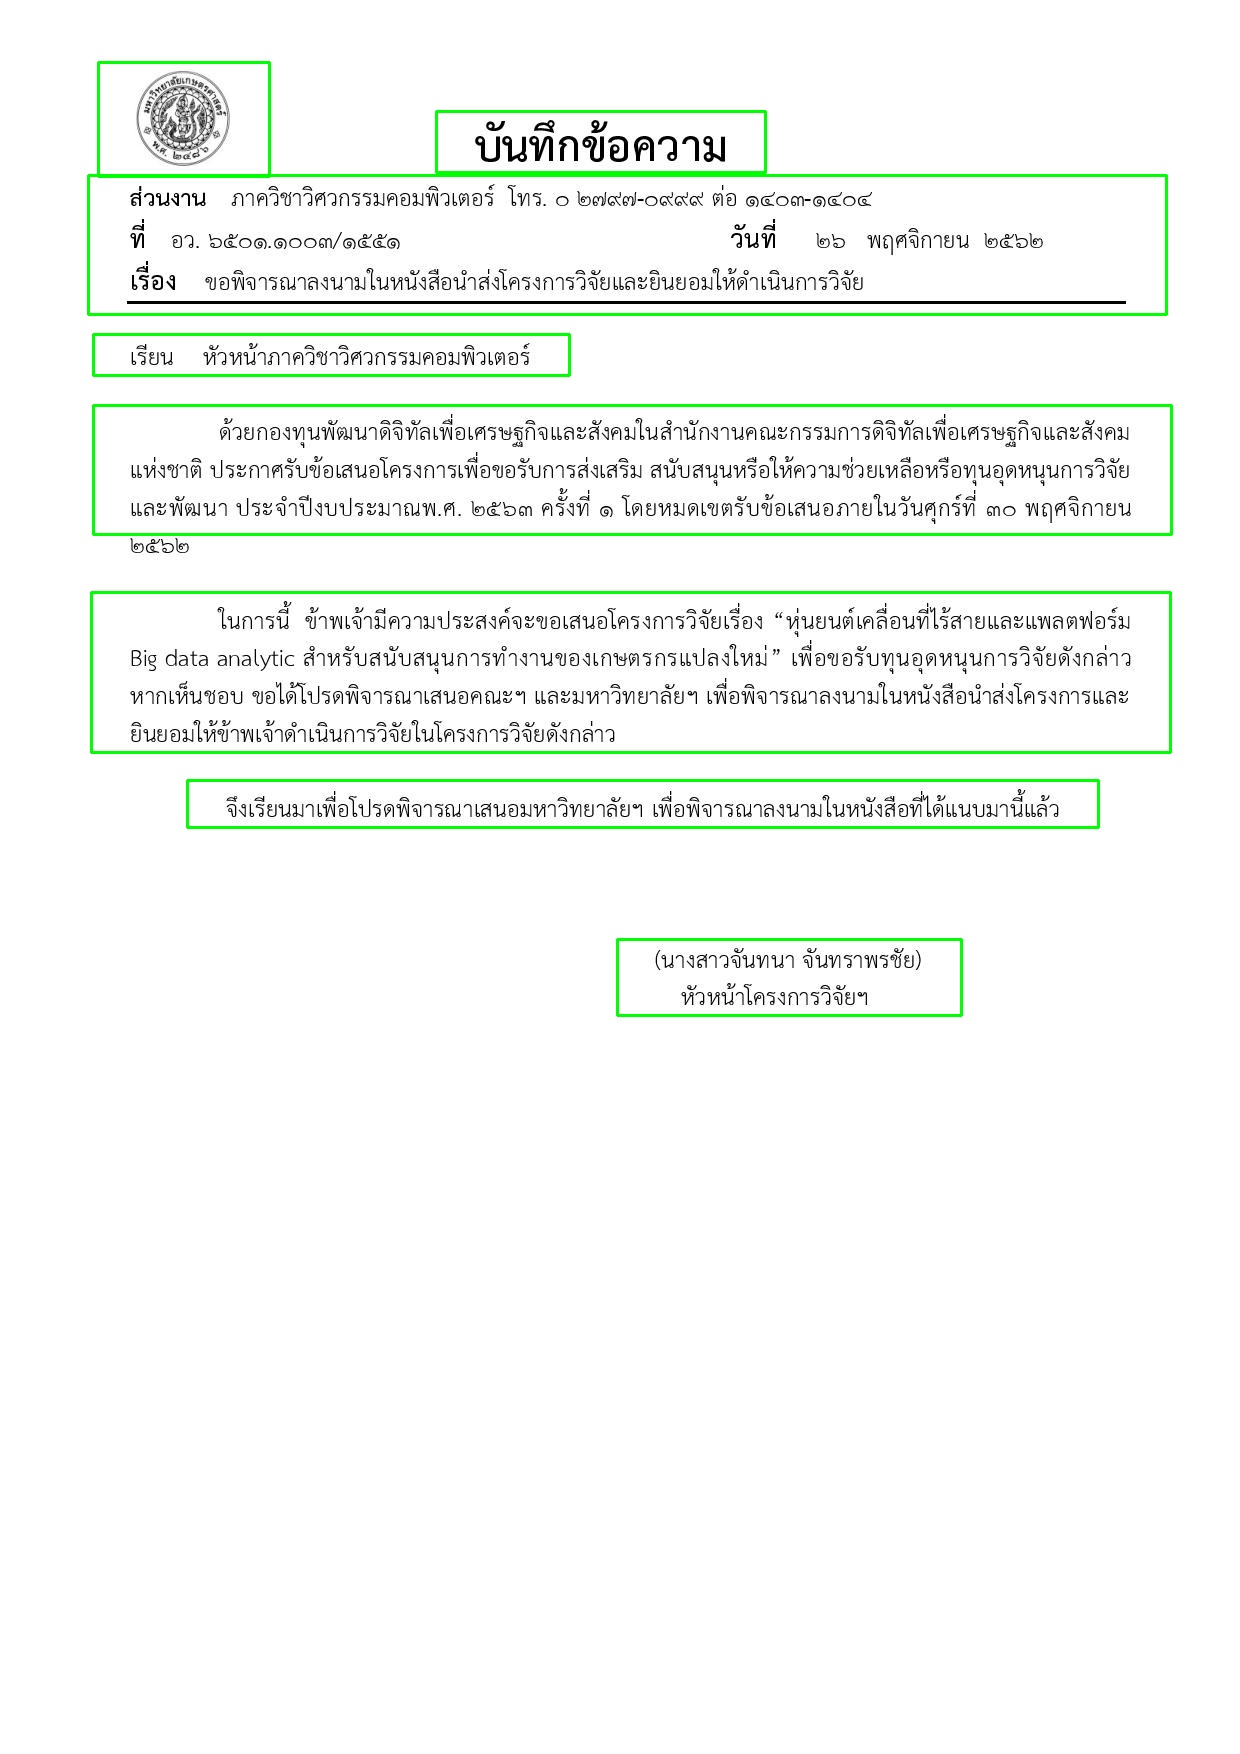 มหาวิทยาลัยเกษตรศาสตร์
พ.ศ. ๒๔๘๖
บันทึกข้อความ
ส่วนงาน ภาควิชาวิศวกรรมคอมพิวเตอร์ โทร. ๐ ๒๗๙๗-๐๙๙๙ ต่อ ๑๔๐๓-๑๔๐๔
ที่ อว. ๖๕๐๑.๑๐๐๓/๑๕๕๑ วันที่ ๒๖ พฤศจิกายน ๒๕๖๒
เรื่อง ขอพิจารณาลงนามในหนังสือนำส่งโครงการวิจัยและยินยอมให้ดำเนินการวิจัย
เรียน หัวหน้าภาควิชาวิศวกรรมคอมพิวเตอร์
ด้วยกองทุนพัฒนาดิจิทัลเพื่อเศรษฐกิจและสังคมในสำนักงานคณะกรรมการดิจิทัลเพื่อเศรษฐกิจและสังคม
แห่งชาติ ประกาศรับข้อเสนอโครงการเพื่อขอรับการส่งเสริม สนับสนุนหรือให้ความช่วยเหลือหรือทุนอุดหนุนการวิจัย
และพัฒนา ประจำปีงบประมาณพ.ศ. ๒๕๖๓ ครั้งที่ ๑ โดยหมดเขตรับข้อเสนอภายในวันศุกร์ที่ ๓๐ พฤศจิกายน
๒๕๖๒
ในการนี้ ข้าพเจ้ามีความประสงค์จะขอเสนอโครงการวิจัยเรื่อง “หุ่นยนต์เคลื่อนที่ไร้สายและแพลตฟอร์ม
Big data analytic สำหรับสนับสนุนการทำงานของเกษตรกรแปลงใหม่” เพื่อขอรับทุนอุดหนุนการวิจัยดังกล่าว
หากเห็นชอบ ขอได้โปรดพิจารณาเสนอคณะฯ และมหาวิทยาลัยฯ เพื่อพิจารณาลงนามในหนังสือนำส่งโครงการและ
ยินยอมให้ข้าพเจ้าดำเนินการวิจัยในโครงการวิจัยดังกล่าว
จึงเรียนมาเพื่อโปรดพิจารณาเสนอมหาวิทยาลัยฯ เพื่อพิจารณาลงนามในหนังสือที่ได้แนบมานี้แล้ว
(นางสาวจันทนา จันทราพรชัย)
หัวหน้าโครงการวิจัยฯ